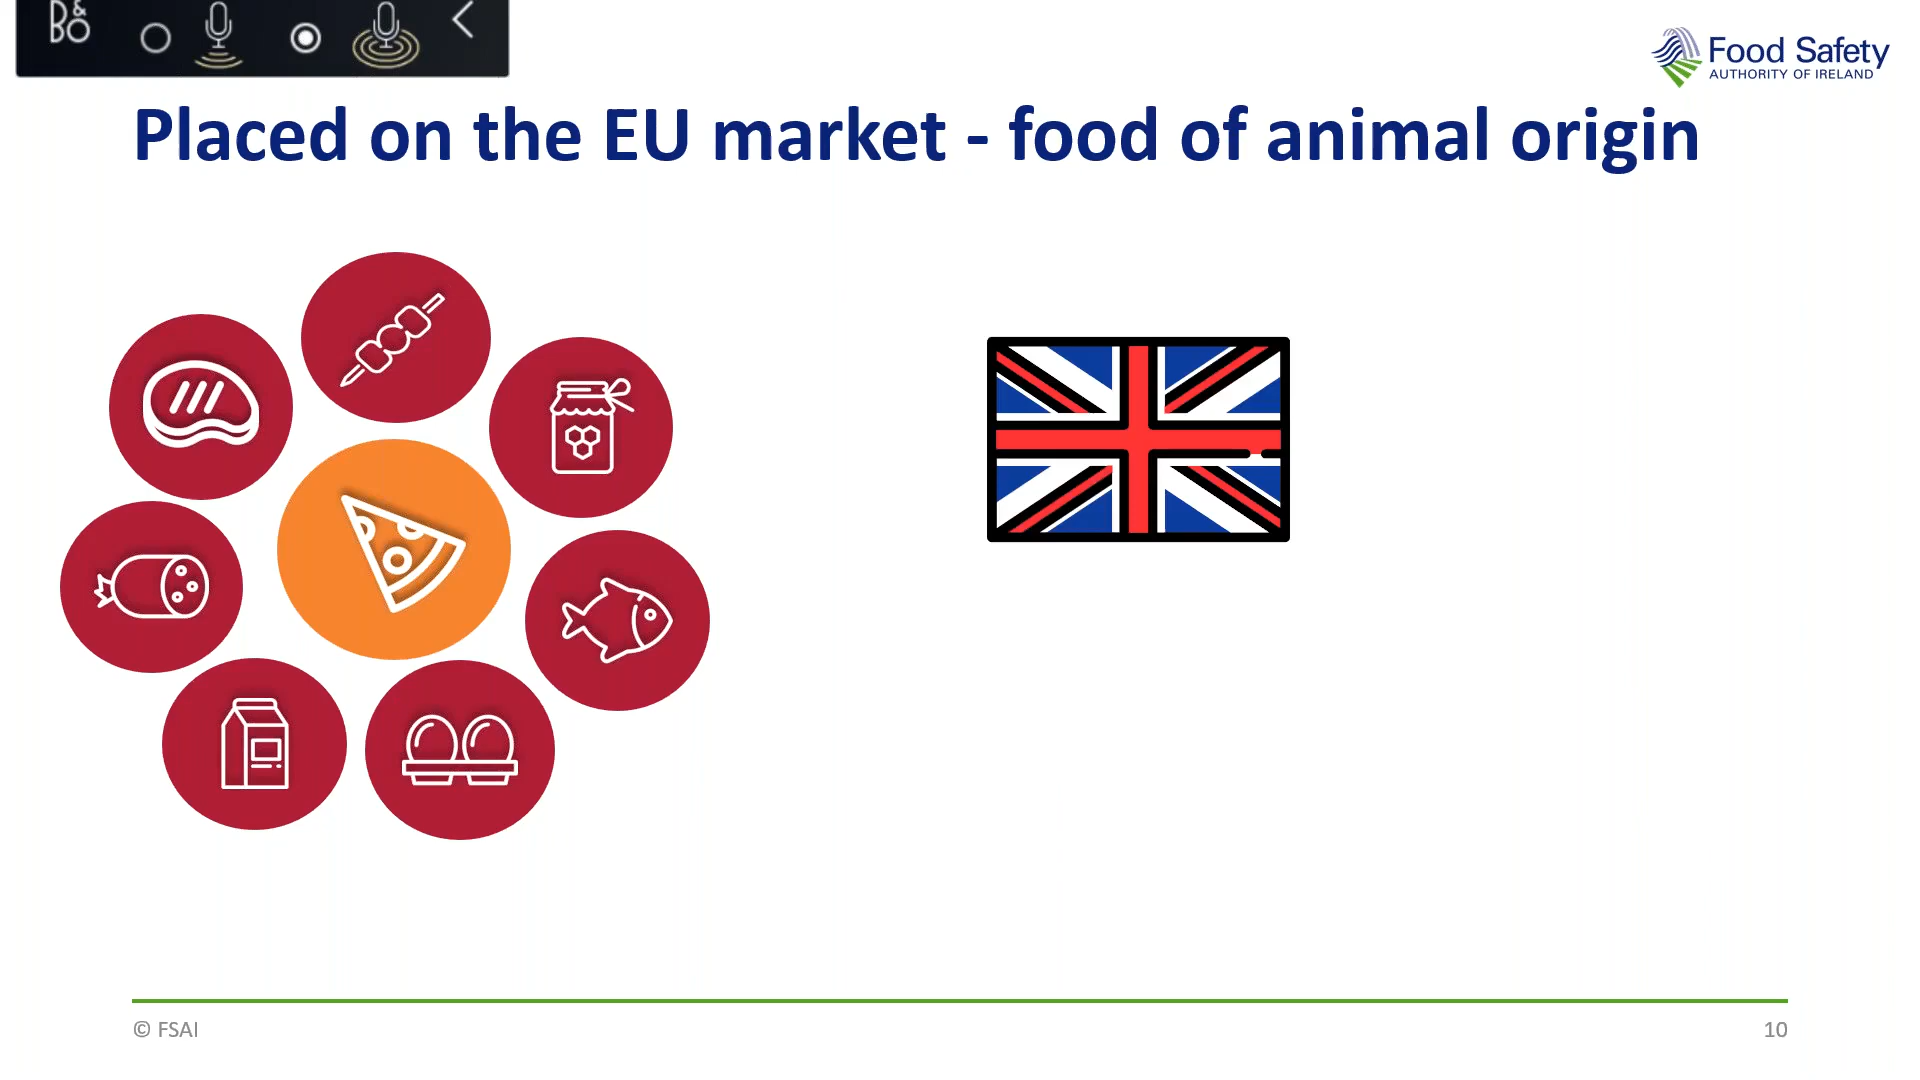 B&O
Food Safety
AUTHORITY OF IRELAND
Placed on the EU market - food of animal origin
© FSAI
10